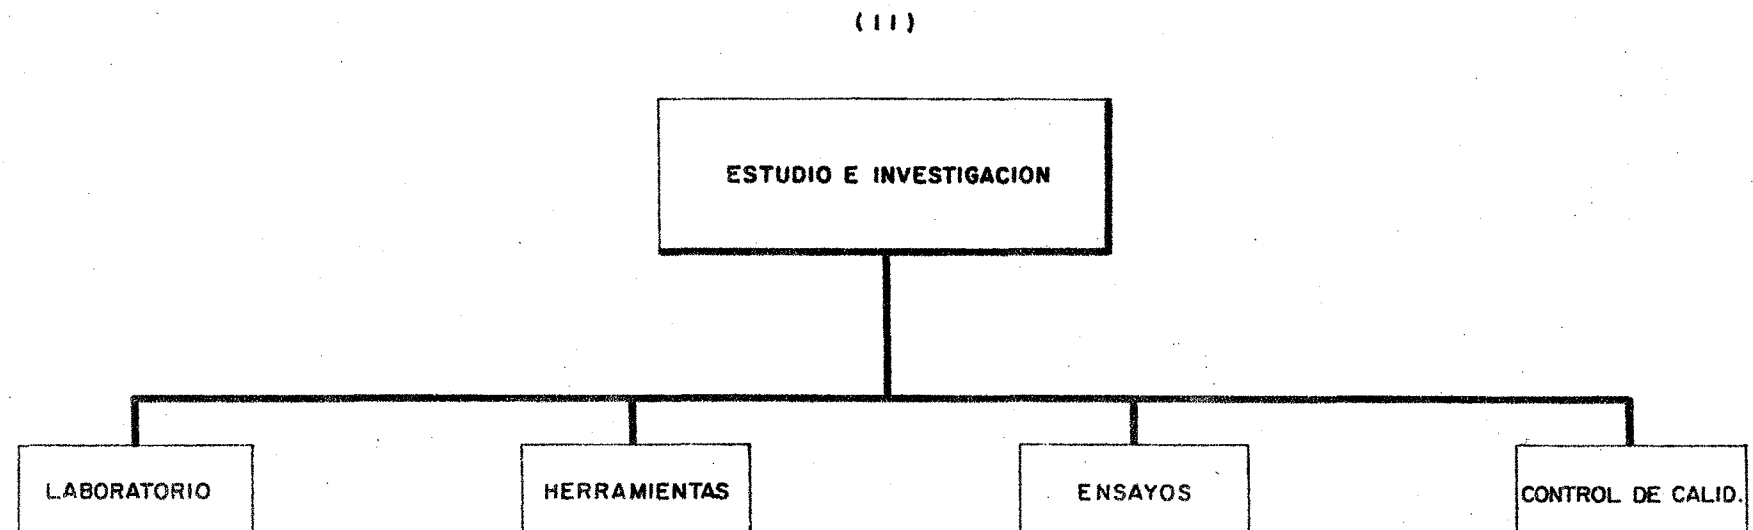 (11)
ESTUDIO E INVESTIGACION
LABORATORIO
HERRAMIENTAS
ENSAYOS
CONTROL DE CALID.